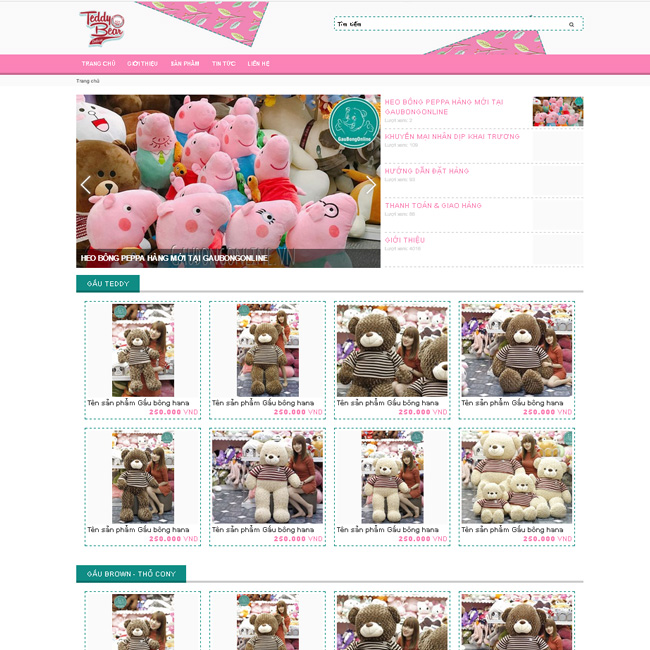 Teddy
Bear
Tìm kiếm
TRANG CHỦ GIỚI THIỆU SẢN PHẨM TIN TỨC LIÊN HỆ
Trang chủ
GauBongOnline
GAUBONGONLINE.VN
HEO BÔNG PEPPA HÀNG MỚI TẠI GAUBONGONLINE
HEO BÔNG PEPPA HÀNG MỚI TẠI
GAUBONGONLINE
Lượt xem: 2
KHUYẾN MẠI NHÂN DỊP KHAI TRƯƠNG
Lượt xem:
HƯỚNG DẪN ĐẶT HÀNG
Lượt xem:
THANH TOÁN & GIAO HÀNG
Lượt xem:
GIỚI THIỆU
Lượt xem:
GẤU TEDDY
Tên sản phẩm Gấu bông hana
250.000 VND
Tên sản phẩm Gấu bông hana
250.000 VND
Tên sản phẩm Gấu bông hana
250.000 VND
Tên sản phẩm Gấu bông hana
250.000 VND
Tên sản phẩm Gấu bông hana
250.000 VND
Tên sản phẩm Gấu bông hana
250.000 VND
Tên sản phẩm Gấu bông hana
250.000 VND
Tên sản phẩm Gấu bông hana
250.000 VND
GẤU BROWN - THỎ CONY